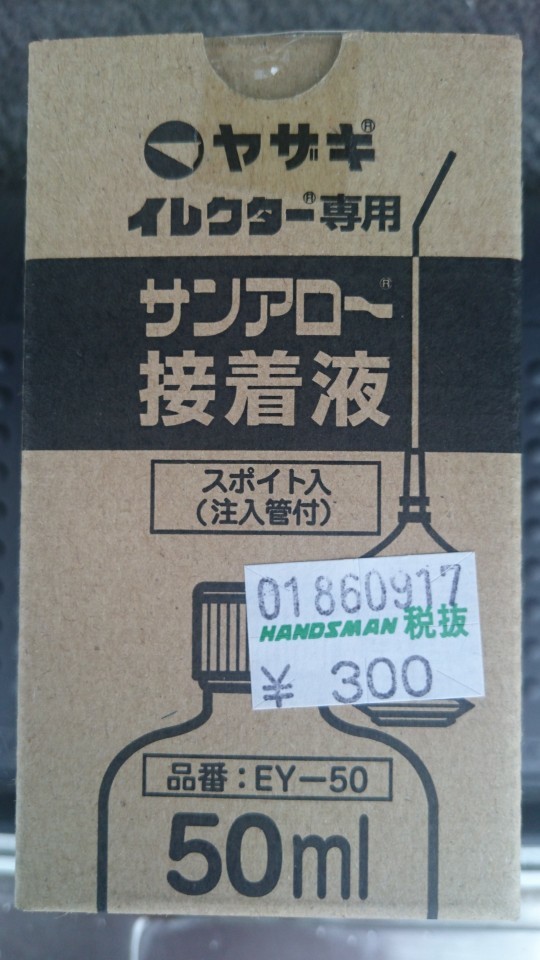 ヤザキ®
イレクター®専用
サンアロー®
接着液
スポイト入
(注入管付)
01860917
HANDSMAN 税抜
¥ 300
品番:EY-50
50ml